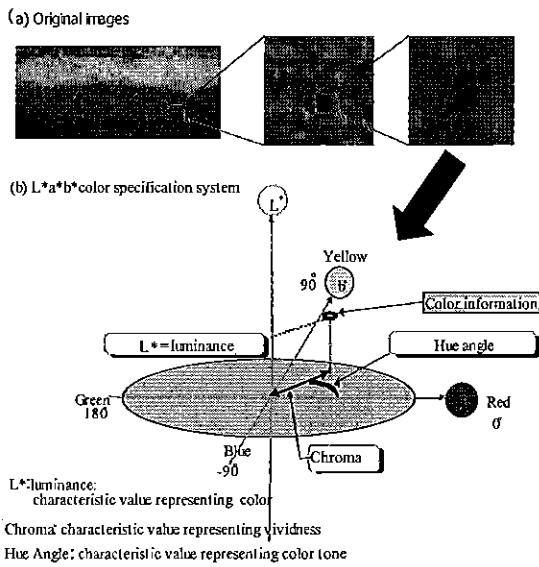 (a) Original images
(b) L*a*b*color specification system
L*
Yellow
90°
b*
Color information
L*=luminance
Hue angle
Green
180°
Red
0°
Blue
-90°
Chroma
L*:luminance:
characteristic value representing color
Chroma: characteristic value representing vividness
Hue Angle: characteristic value representing color tone